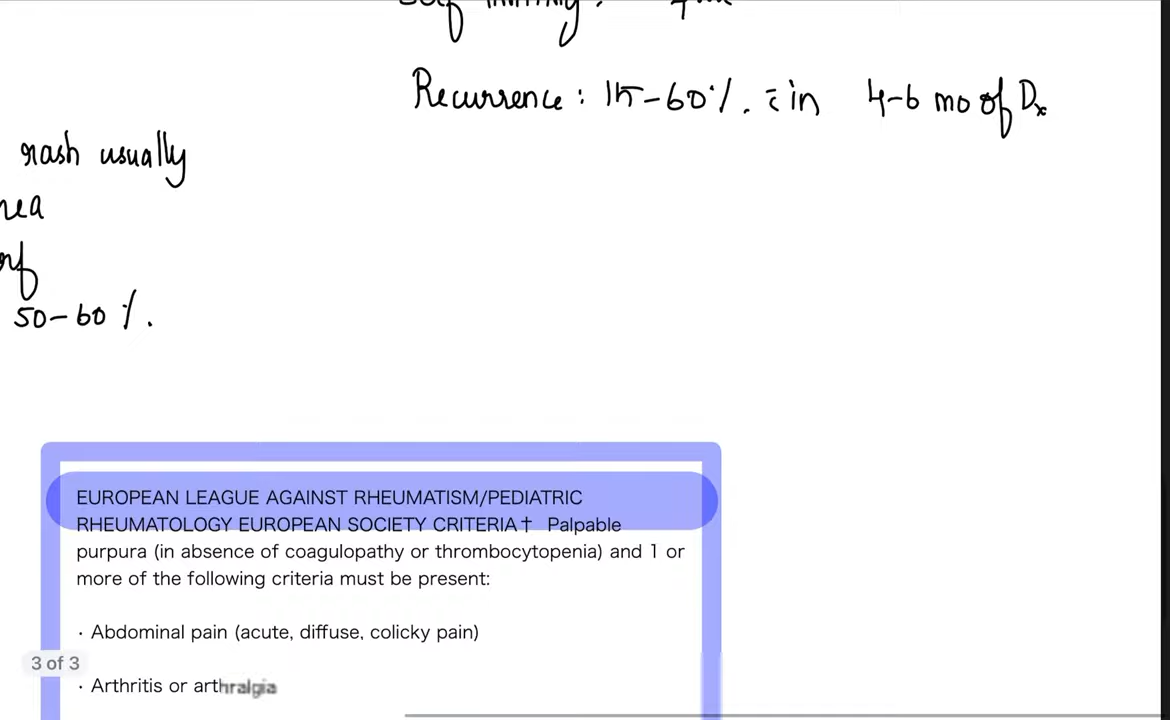 Recurrence: 15-60%. c̄in 4-6 mo of Dx
rash usually
50-60%.
EUROPEAN LEAGUE AGAINST RHEUMATISM/PEDIATRIC
RHEUMATOLOGY EUROPEAN SOCIETY CRITERIA† Palpable
purpura (in absence of coagulopathy or thrombocytopenia) and 1 or
more of the following criteria must be present:
· Abdominal pain (acute, diffuse, colicky pain)
3 of 3
· Arthritis or arthralgia